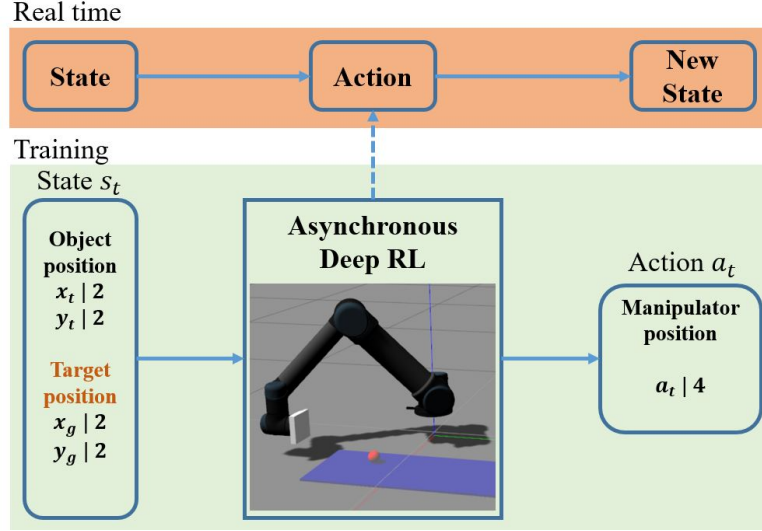 Real time
State
Action
New
State
Training
State s_t
Object
position
x_t | 2
y_t | 2
Target
position
x_g | 2
y_g | 2
Asynchronous
Deep RL
Action a_t
Manipulator
position
a_t | 4